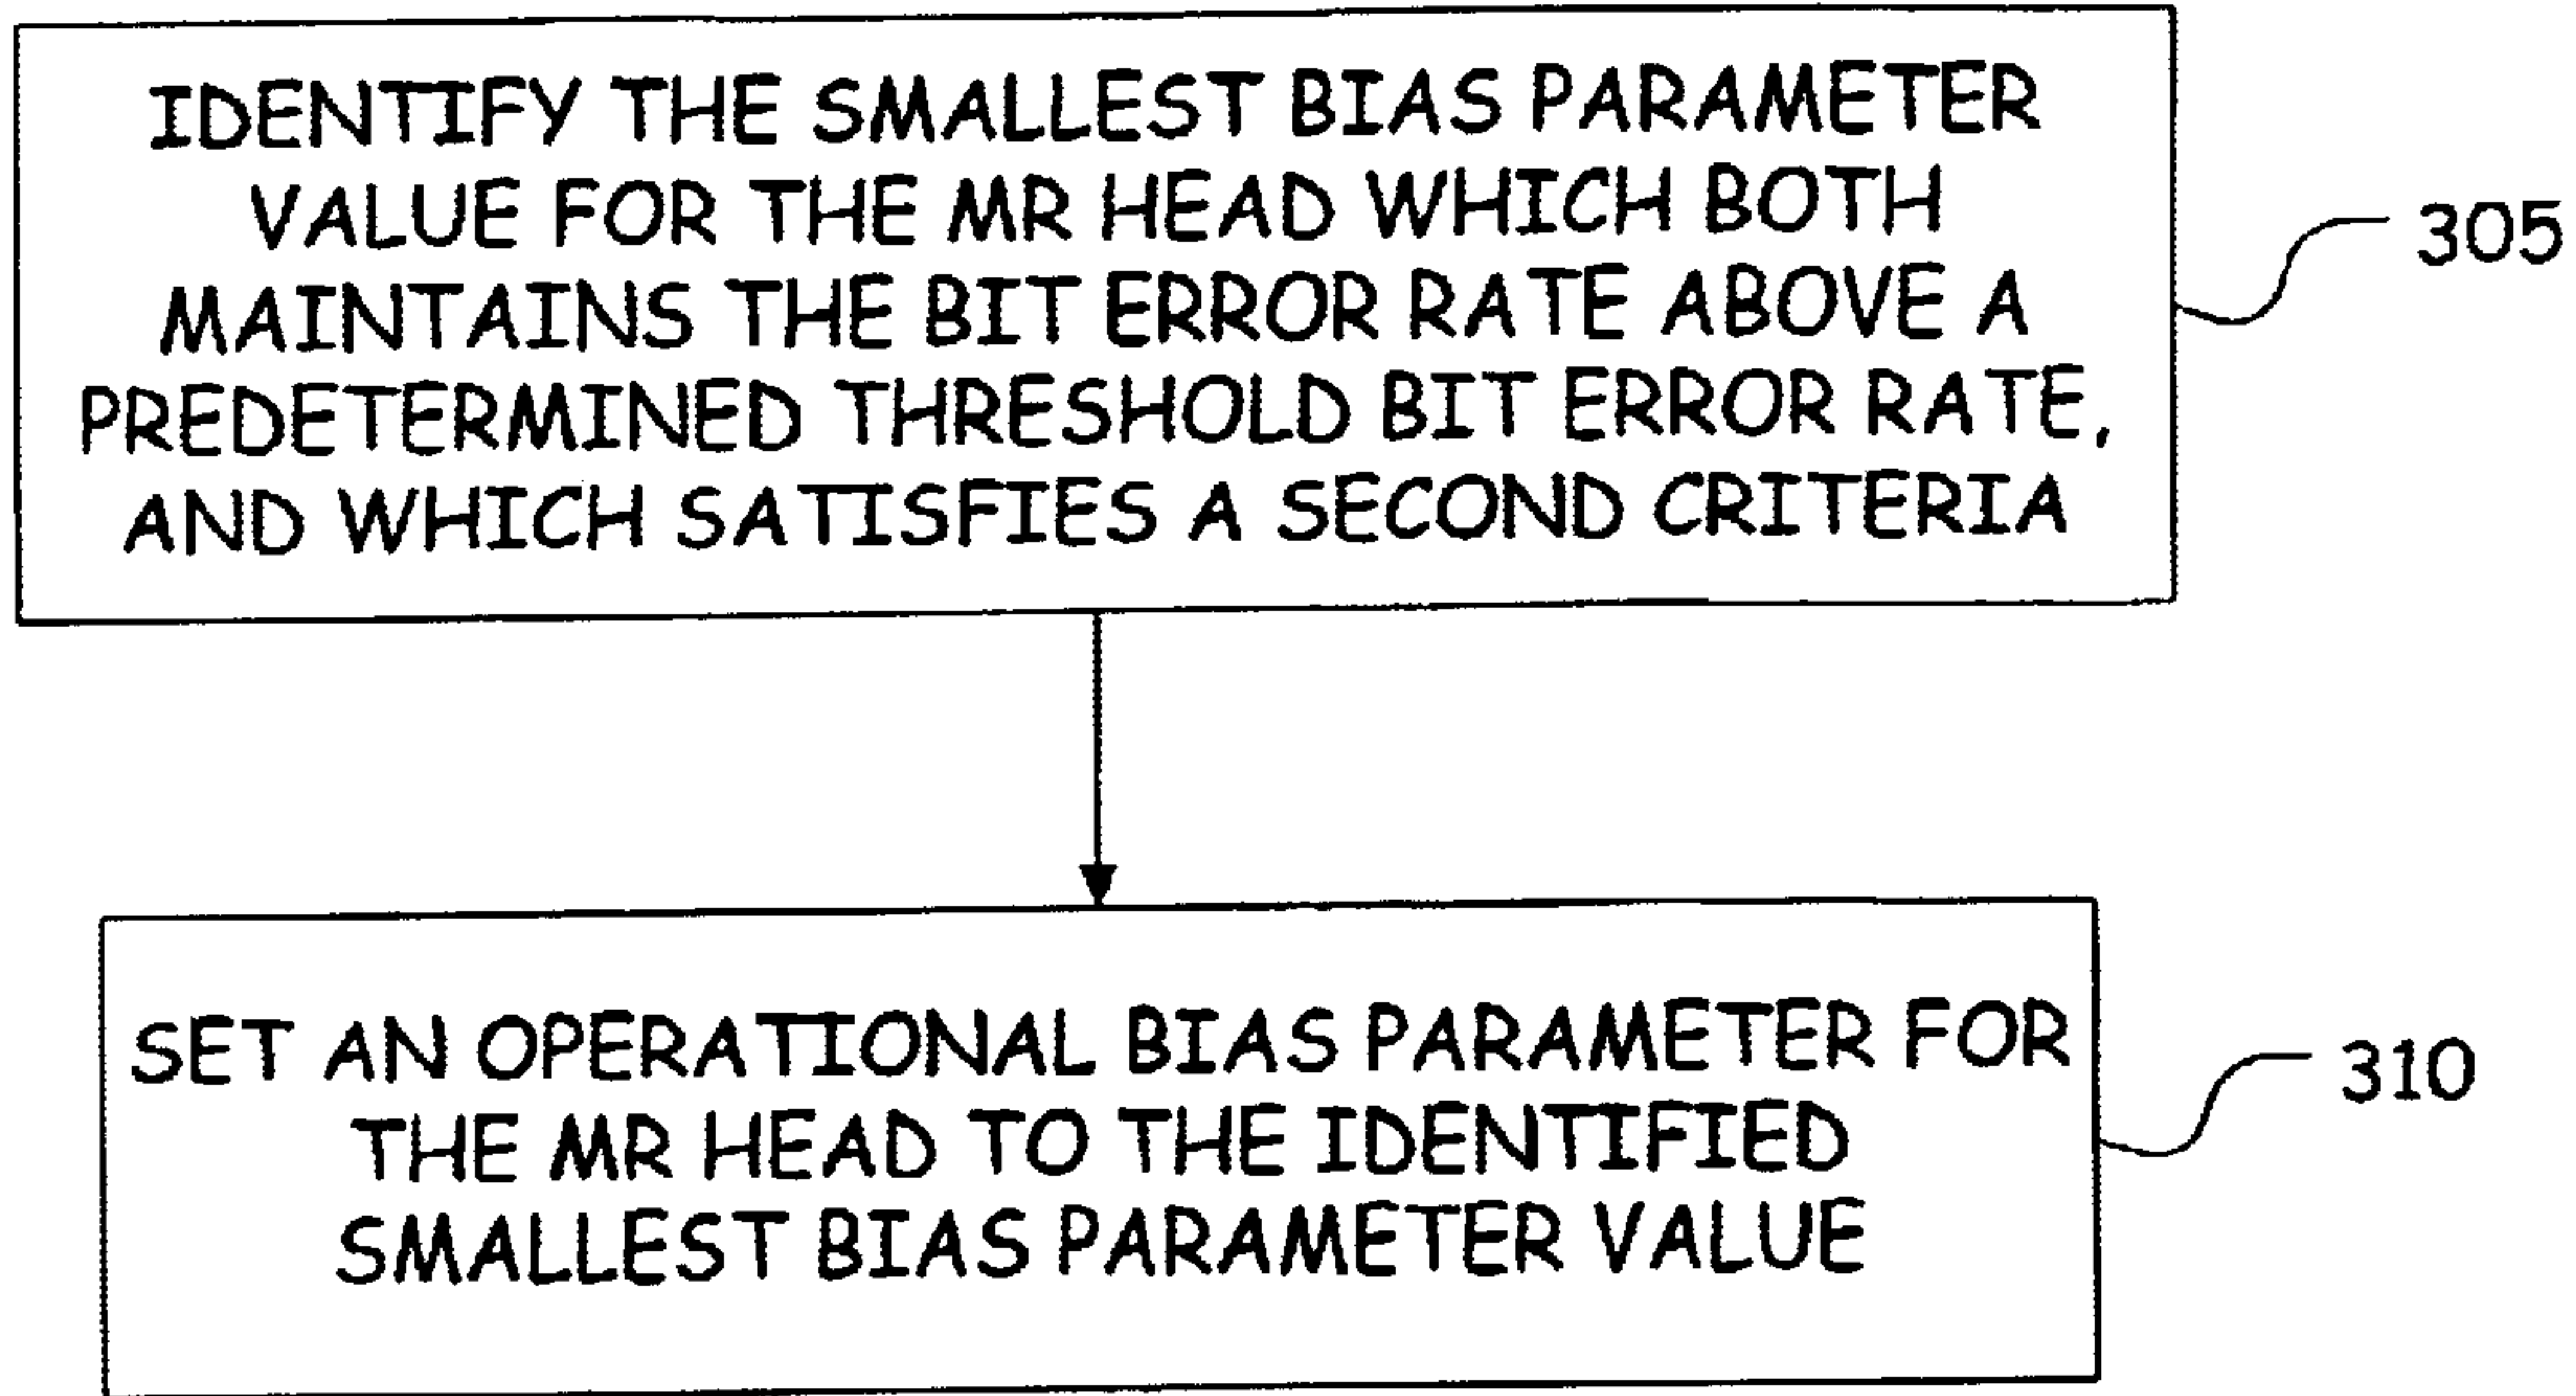 IDENTIFY THE SMALLEST BIAS PARAMETER
VALUE FOR THE MR HEAD WHICH BOTH
MAINTAINS THE BIT ERROR RATE ABOVE A
PREDETERMINED THRESHOLD BIT ERROR RATE,
AND WHICH SATISFIES A SECOND CRITERIA
305
SET AN OPERATIONAL BIAS PARAMETER FOR
THE MR HEAD TO THE IDENTIFIED
SMALLEST BIAS PARAMETER VALUE
310